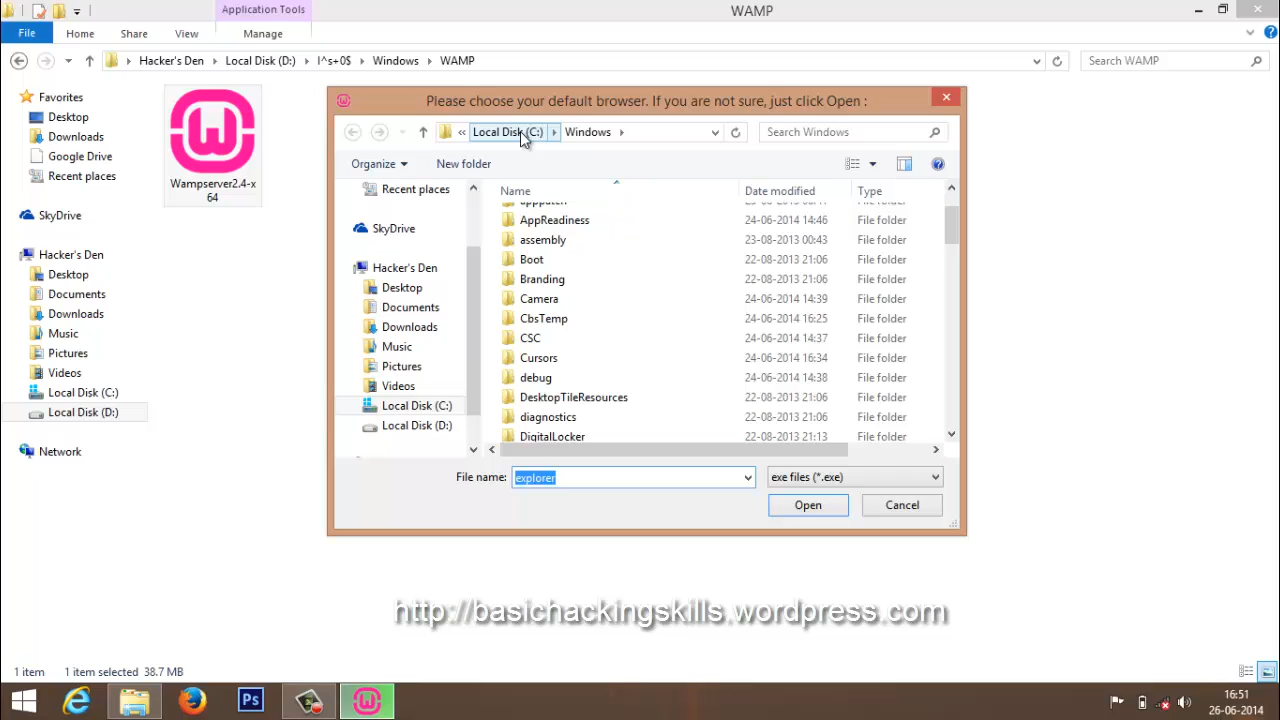 Application Tools
WAMP
File
Home
Share
View
Manage
Hacker's Den
Local Disk (D:)
l^s+0$
Windows
WAMP
Search WAMP
Favorites
Desktop
Downloads
Google Drive
Recent places
SkyDrive
Hacker's Den
Desktop
Documents
Downloads
Music
Pictures
Videos
Local Disk (C:)
Local Disk (D:)
Network
Wampserver2.4-x
64
Please choose your default browser. If you are not sure, just click Open :
« Local Disk (C:)
Windows
Search Windows
Organize
New folder
Recent places
SkyDrive
Hacker's Den
Desktop
Documents
Downloads
Music
Pictures
Videos
Local Disk (C:)
Local Disk (D:)
Name
Date modified
Type
AppReadiness 24-06-2014 14:46 File folder
assembly 23-08-2013 00:43 File folder
Boot 22-08-2013 21:06 File folder
Branding 22-08-2013 21:06 File folder
Camera 24-06-2014 14:39 File folder
CbsTemp 24-06-2014 16:25 File folder
CSC 24-06-2014 14:37 File folder
Cursors 24-06-2014 16:34 File folder
debug 24-06-2014 14:38 File folder
DesktopTileResources 22-08-2013 21:06 File folder
diagnostics 22-08-2013 21:06 File folder
DigitalLocker 22-08-2013 21:13 File folder
File name: explorer
exe files (*.exe)
Open
Cancel
http://basichackingskills.wordpress.com
1 item
1 item selected 38.7 MB
Ps
16:51
26-06-2014